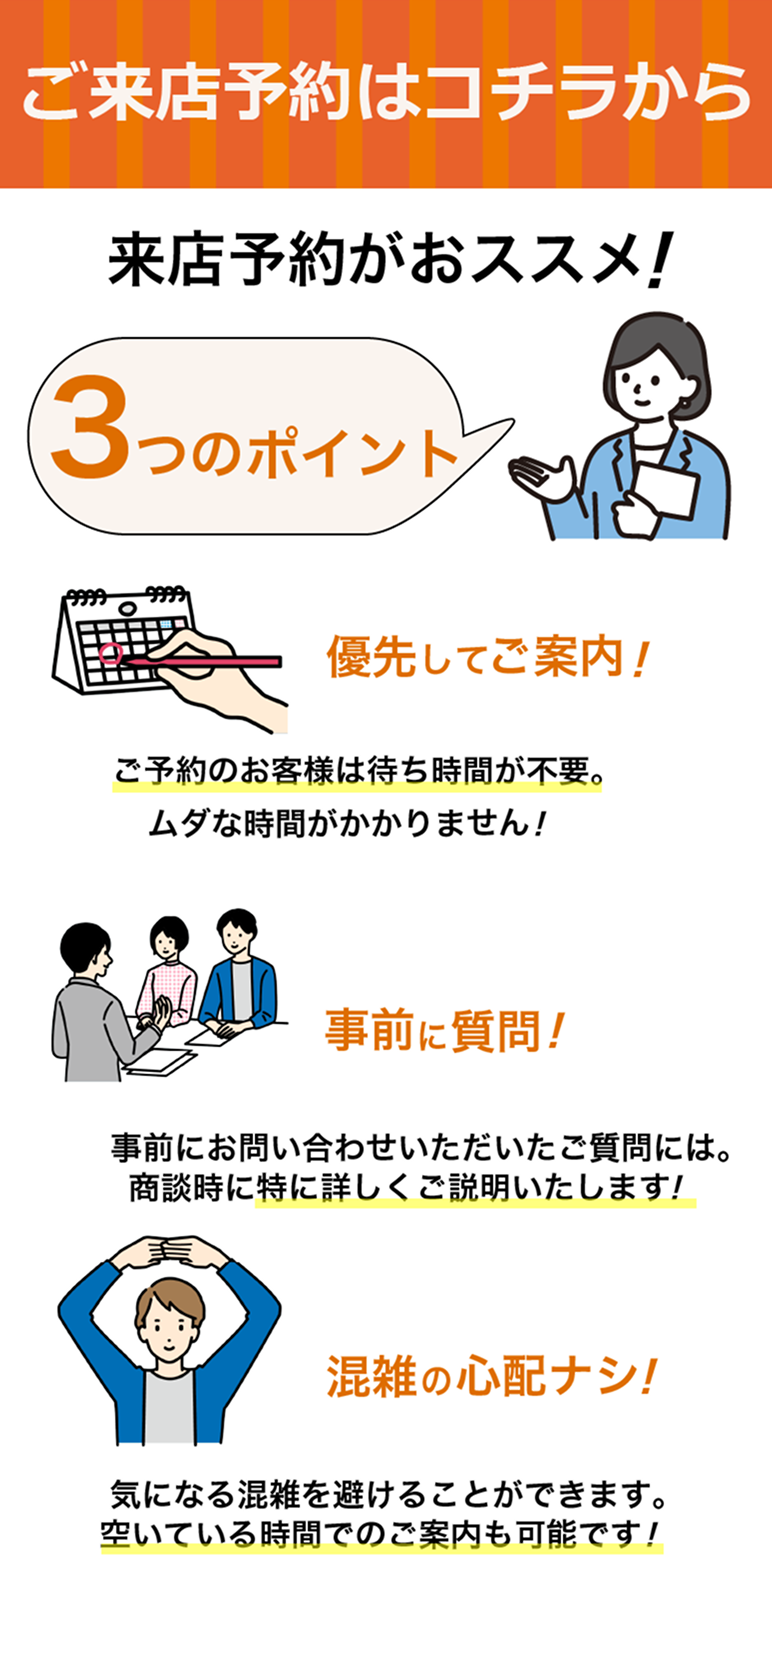 ご来店予約はコチラから
来店予約がおススメ!
3つのポイント
優先してご案内!
ご予約のお客様は待ち時間が不要。
ムダな時間がかかりません!
事前に質問!
事前にお問い合わせいただいたご質問には。
商談時に特に詳しくご説明いたします!
混雑の心配ナシ!
気になる混雑を避けることができます。
空いている時間でのご案内も可能です!